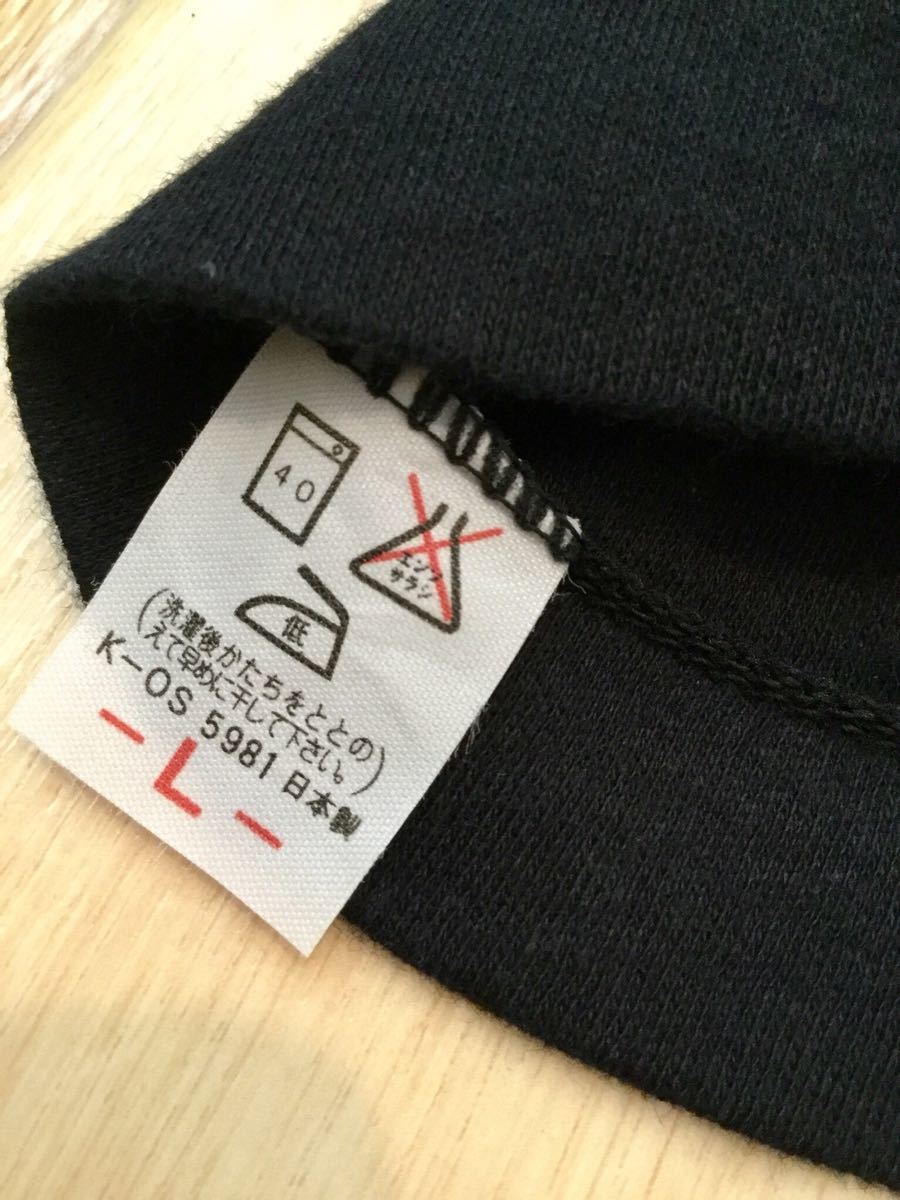 40
エンソ
サラシ
低
(洗濯後かたちをととの
えて早めに干して下さい。)
K-OS 5981 日本製
-L-